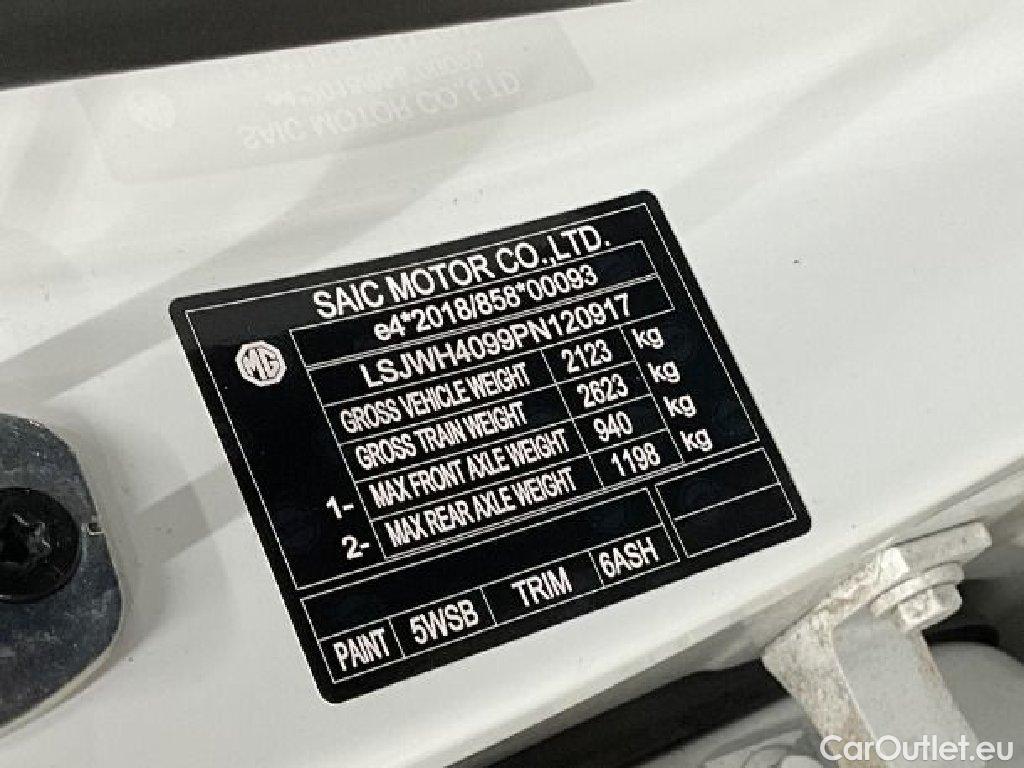 SAIC MOTOR CO.,LTD.
e4*2018/858*00093
MG
LSJWH4099PN120917
GROSS VEHICLE WEIGHT 2123 kg
GROSS TRAIN WEIGHT 2623 kg
1- MAX FRONT AXLE WEIGHT 940 kg
2- MAX REAR AXLE WEIGHT 1198 kg
PAINT 5WSB TRIM 6ASH
CarOutlet.eu